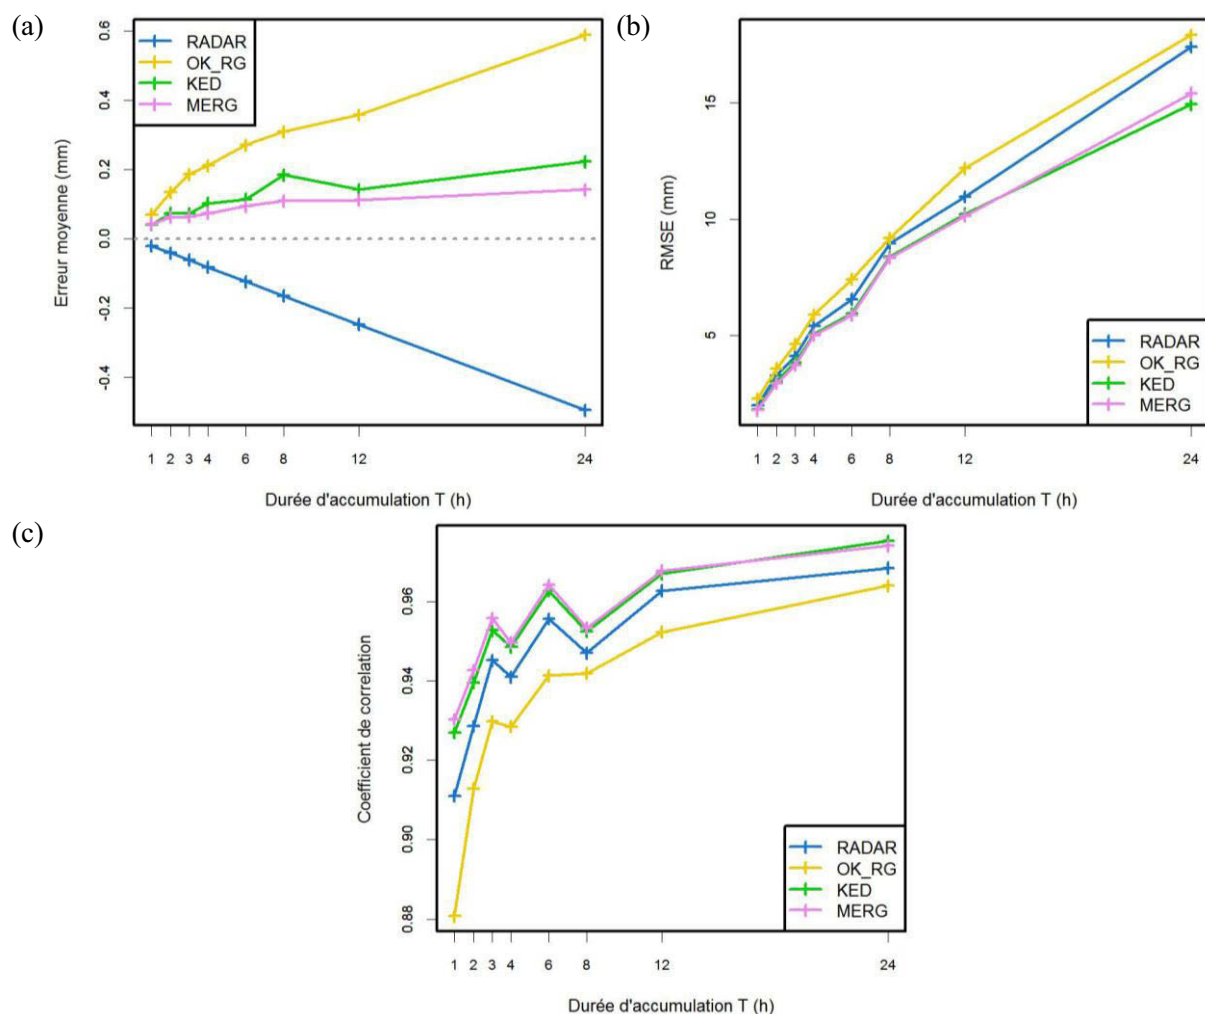 (a)
RADAR
OK_RG
KED
MERG
Erreur moyenne (mm)
0.6
0.4
0.2
0.0
-0.2
-0.4
1 2 3 4 6 8 12 24
Durée d'accumulation T (h)
(b)
RMSE (mm)
15
10
5
RADAR
OK_RG
KED
MERG
1 2 3 4 6 8 12 24
Durée d'accumulation T (h)
(c)
Coefficient de correlation
0.96
0.94
0.92
0.90
0.88
RADAR
OK_RG
KED
MERG
1 2 3 4 6 8 12 24
Durée d'accumulation T (h)